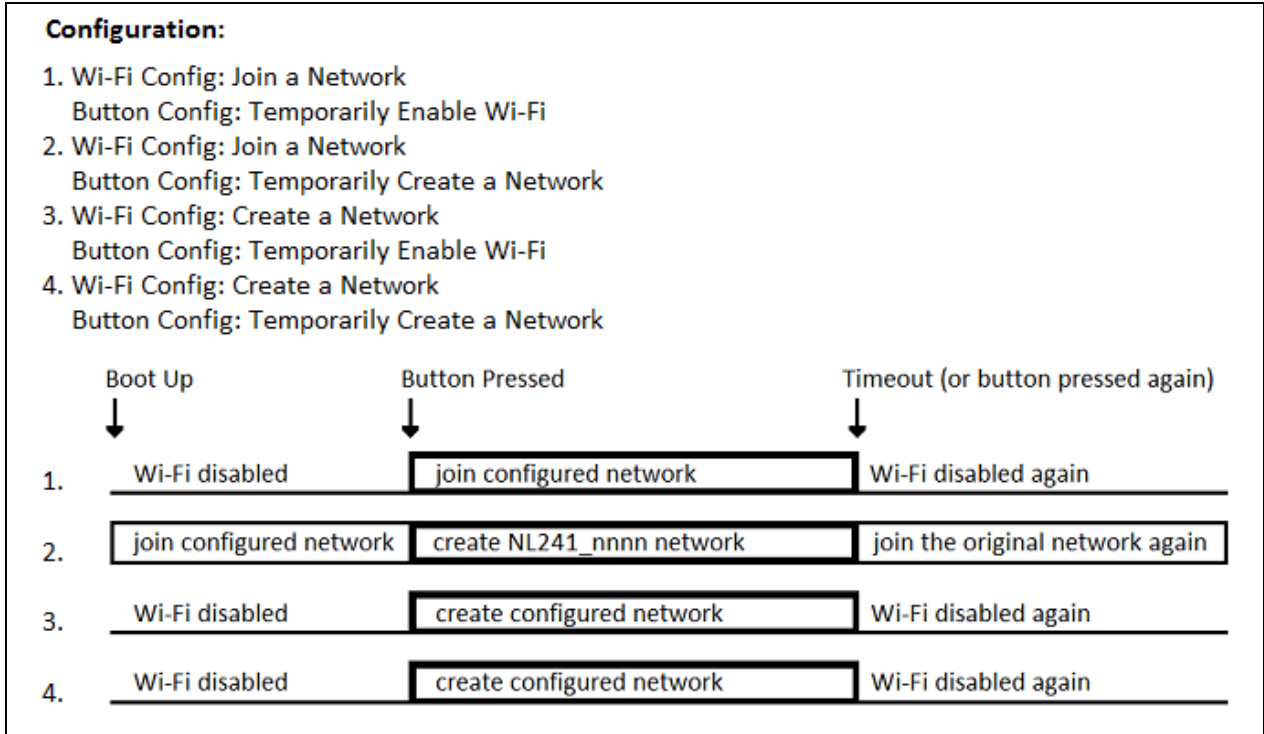 Configuration:
1. Wi-Fi Config: Join a Network
Button Config: Temporarily Enable Wi-Fi
2. Wi-Fi Config: Join a Network
Button Config: Temporarily Create a Network
3. Wi-Fi Config: Create a Network
Button Config: Temporarily Enable Wi-Fi
4. Wi-Fi Config: Create a Network
Button Config: Temporarily Create a Network
Boot Up Button Pressed Timeout (or button pressed again)
1. Wi-Fi disabled join configured network Wi-Fi disabled again
2. join configured network create NL241_nnnn network join the original network again
3. Wi-Fi disabled create configured network Wi-Fi disabled again
4. Wi-Fi disabled create configured network Wi-Fi disabled again